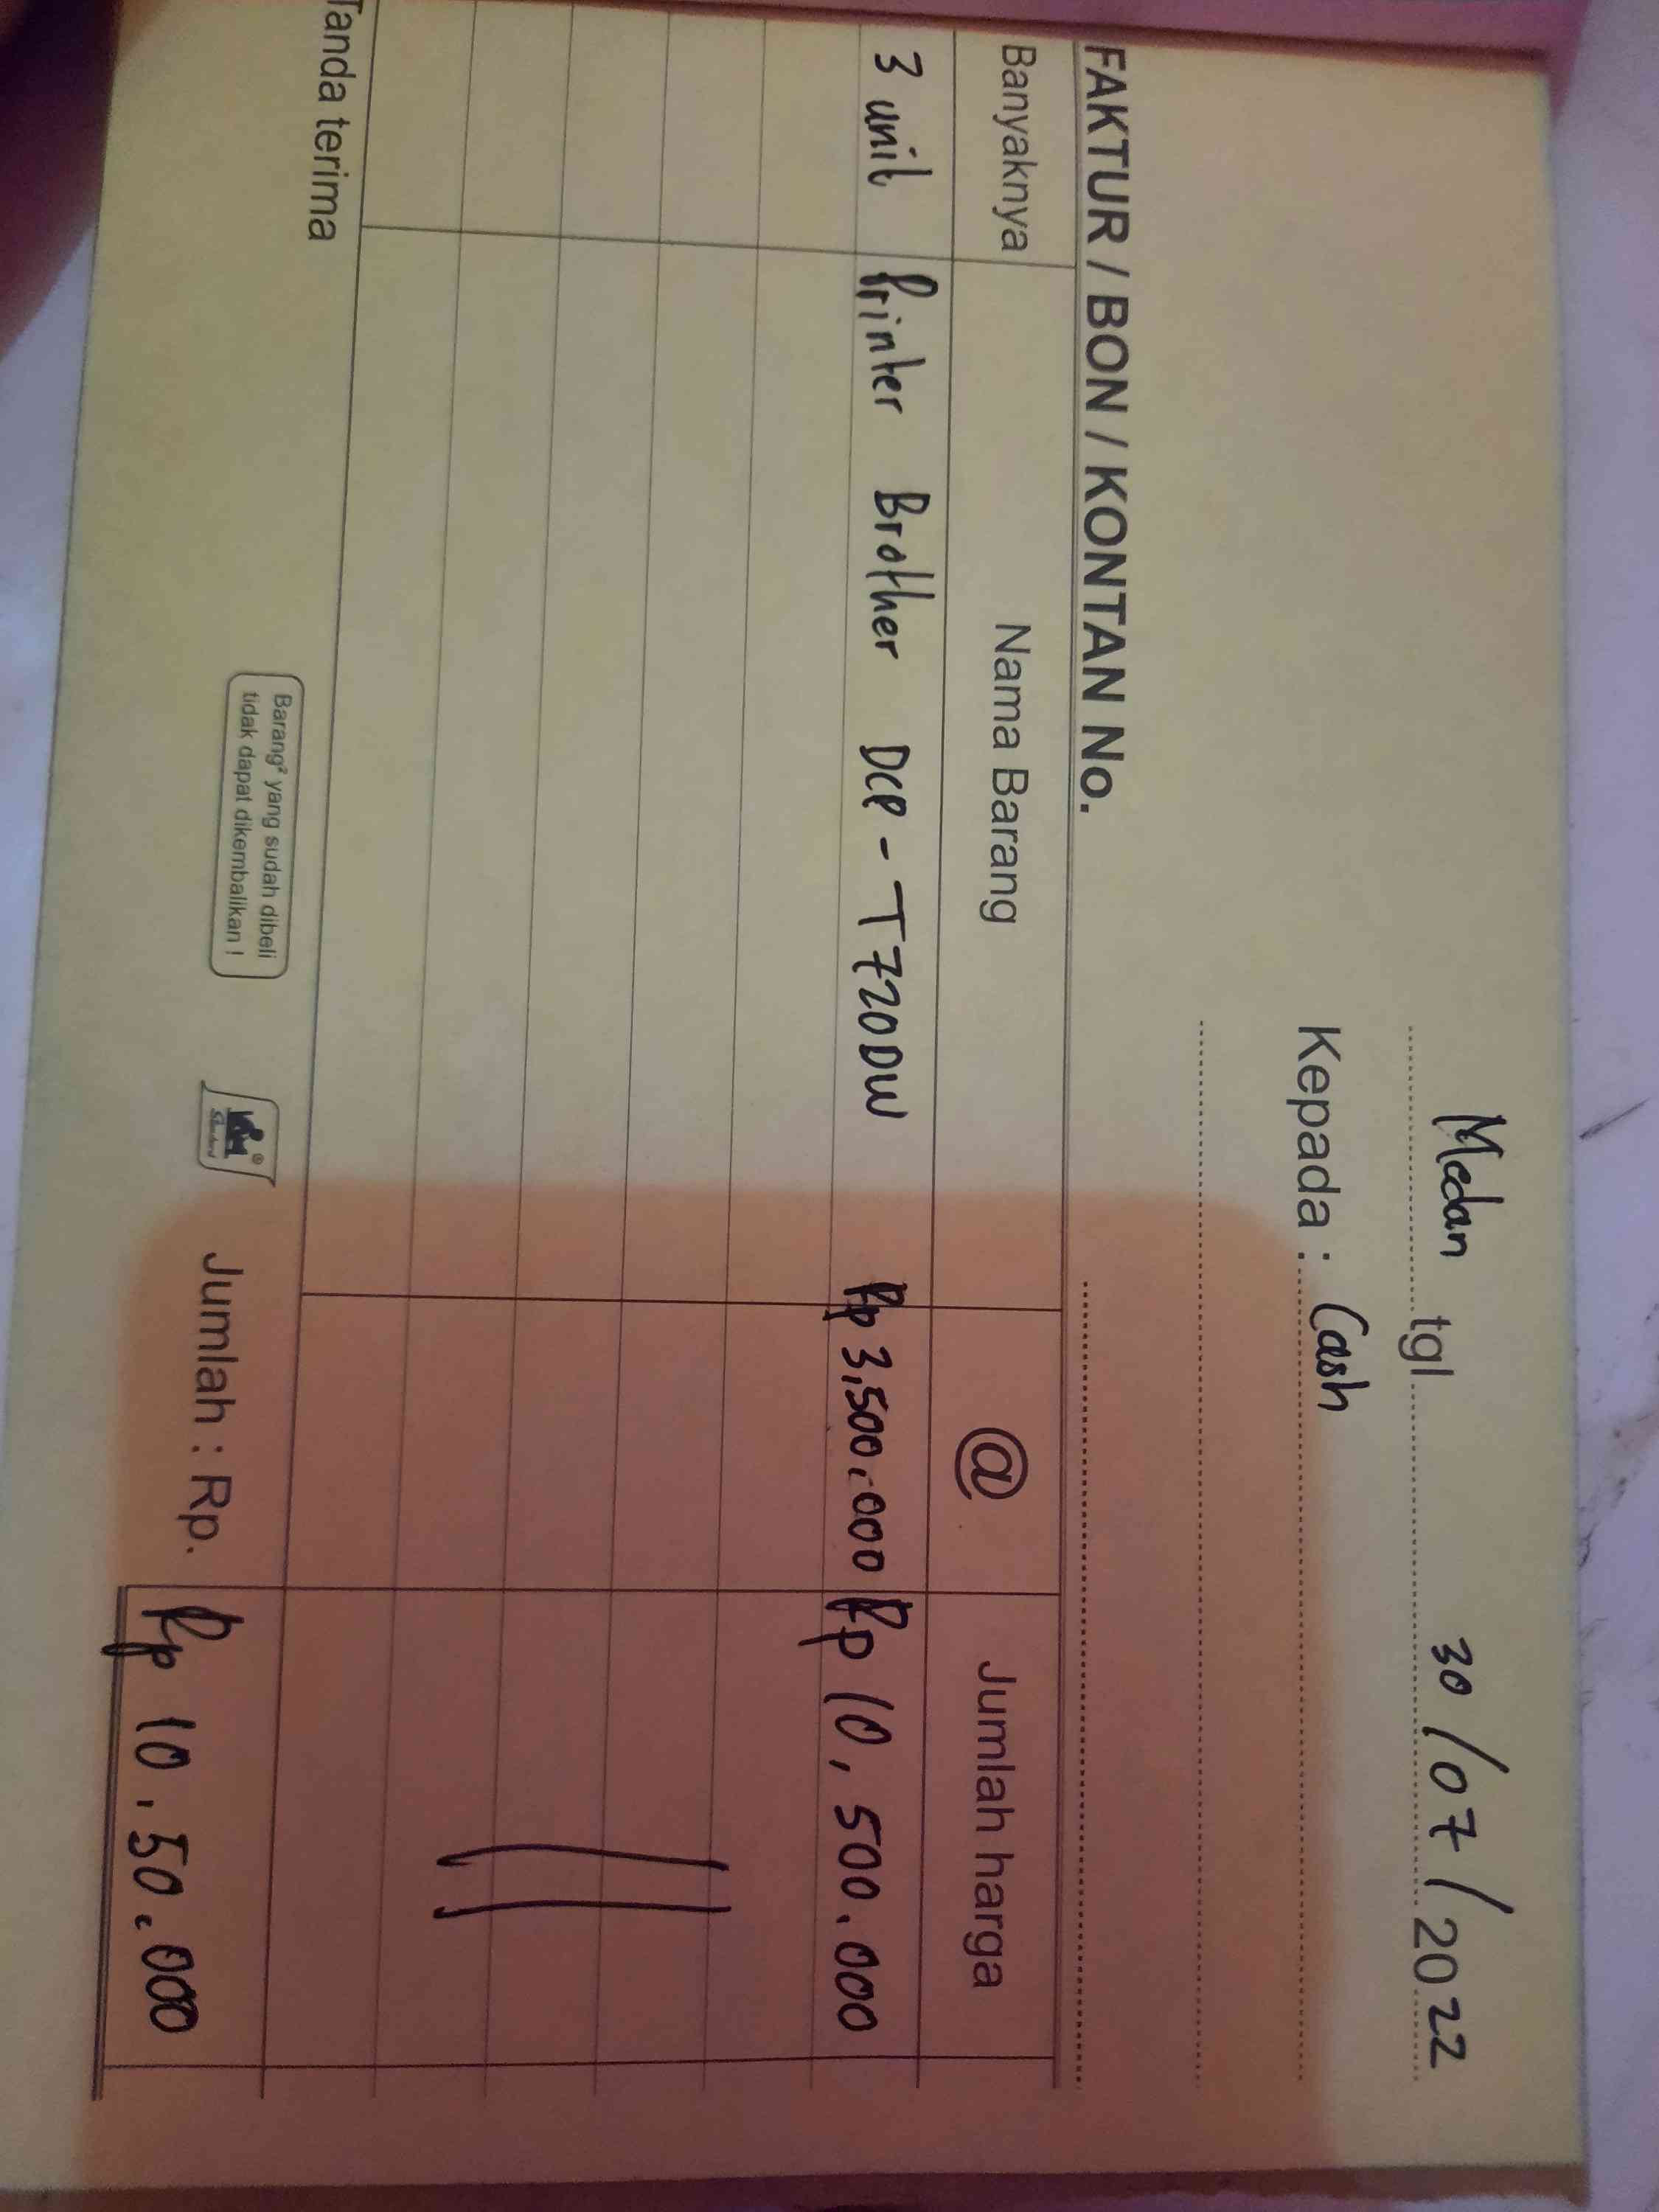 Medan tgl 30/07/2022
Kepada : Cash
FAKTUR / BON / KONTAN No.
Banyaknya Nama Barang @ Jumlah harga
3 unit Printer Brother DCP-T720DW Rp 3,500.000 Rp 10,500.000
Tanda terima
Barang² yang sudah dibeli
tidak dapat dikembalikan !
Jumlah : Rp. Rp 10.50.000